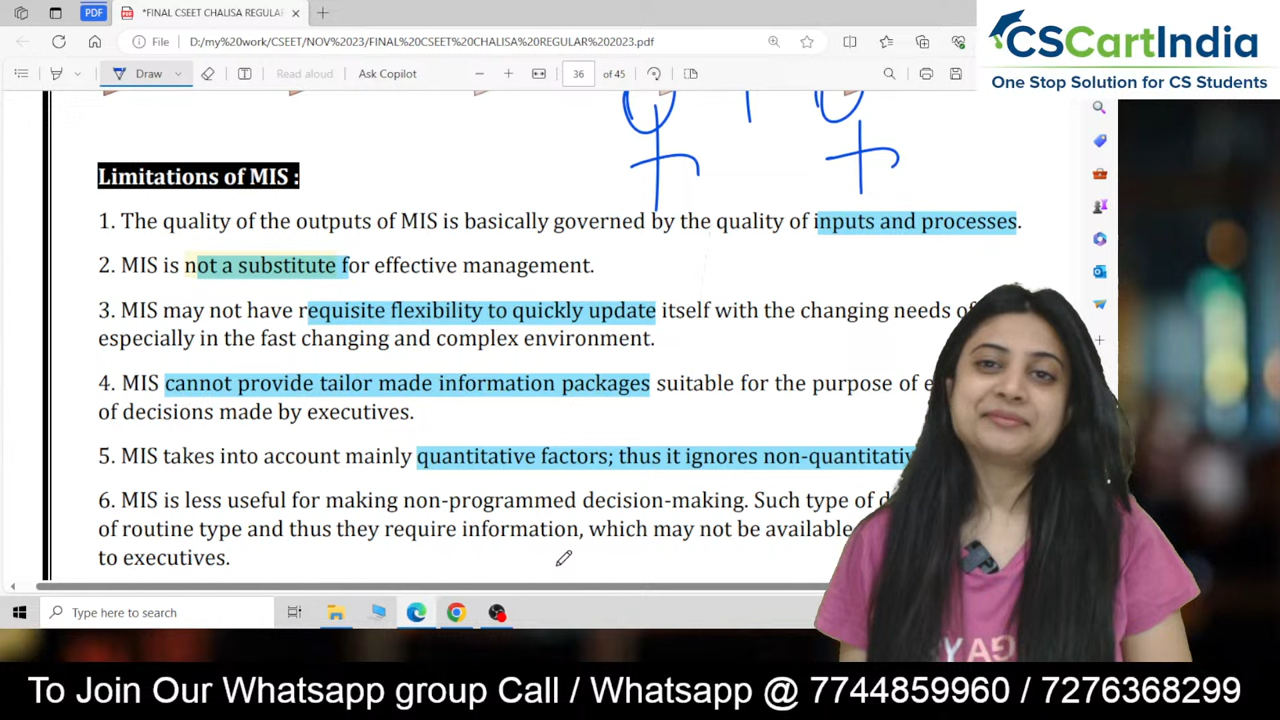 PDF
*FINAL CSEET CHALISA REGULAR
File D:/my%20work/CSEET/NOV%202023/FINAL%20CSEET%20CHALISA%20REGULAR%202023.pdf
Draw Read aloud Ask Copilot 36 of 45
CSCartIndia
One Stop Solution for CS Students
Limitations of MIS :
1. The quality of the outputs of MIS is basically governed by the quality of inputs and processes.
2. MIS is not a substitute for effective management.
3. MIS may not have requisite flexibility to quickly update itself with the changing needs of
especially in the fast changing and complex environment.
4. MIS cannot provide tailor made information packages suitable for the purpose of
of decisions made by executives.
5. MIS takes into account mainly quantitative factors; thus it ignores
6. MIS is less useful for making non-programmed decision-making. Such type of
of routine type and thus they require information, which may not be available
to executives.
Type here to search
To Join Our Whatsapp group Call / Whatsapp @ 7744859960 / 7276368299